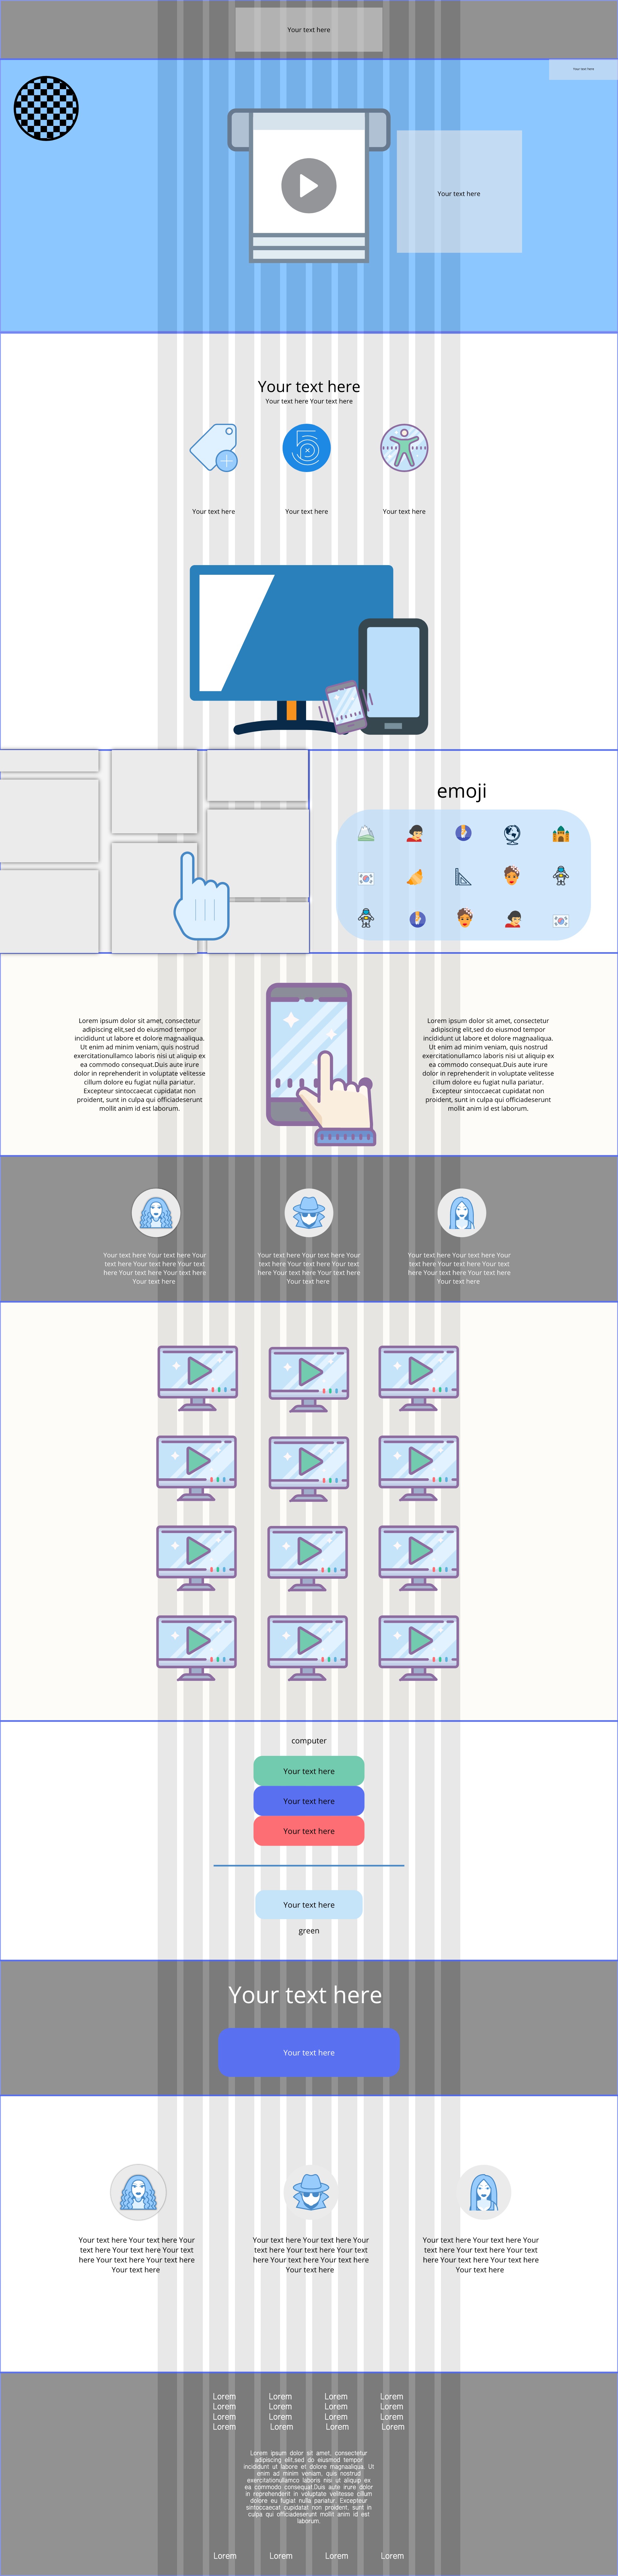 Your text here
Your text here
Your text here
Your text here
Your text here Your text here
Your text here
Your text here
Your text here
emoji
Lorem ipsum dolor sit amet, consectetur
adipiscing elit,sed do eiusmod tempor
incididunt ut labore et dolore magnaaliqua.
Ut enim ad minim veniam, quis nostrud
exercitationullamco laboris nisi ut aliquip ex
ea commodo consequat.Duis aute irure
dolor in reprehenderit in voluptate velitesse
cillum dolore eu fugiat nulla pariatur.
Excepteur sintoccaecat cupidatat non
proident, sunt in culpa qui officiadeserunt
mollit anim id est laborum.
Lorem ipsum dolor sit amet, consectetur
adipiscing elit,sed do eiusmod tempor
incididunt ut labore et dolore magnaaliqua.
Ut enim ad minim veniam, quis nostrud
exercitationullamco laboris nisi ut aliquip ex
ea commodo consequat.Duis aute irure
dolor in reprehenderit in voluptate velitesse
cillum dolore eu fugiat nulla pariatur.
Excepteur sintoccaecat cupidatat non
proident, sunt in culpa qui officiadeserunt
mollit anim id est laborum.
Your text here Your text here Your
text here Your text here Your text
here Your text here Your text here
Your text here
Your text here Your text here Your
text here Your text here Your text
here Your text here Your text here
Your text here
Your text here Your text here Your
text here Your text here Your text
here Your text here Your text here
Your text here
computer
Your text here
Your text here
Your text here
Your text here
green
Your text here
Your text here
Your text here Your text here Your
text here Your text here Your text
here Your text here Your text here
Your text here
Your text here Your text here Your
text here Your text here Your text
here Your text here Your text here
Your text here
Your text here Your text here Your
text here Your text here Your text
here Your text here Your text here
Your text here
Lorem Lorem Lorem Lorem
Lorem Lorem Lorem Lorem
Lorem Lorem Lorem Lorem
Lorem Lorem Lorem Lorem
Lorem ipsum dolor sit amet, consectetur
adipiscing elit,sed do eiusmod tempor
incididunt ut labore et dolore magnaaliqua. Ut
enim ad minim veniam, quis nostrud
exercitationullamco laboris nisi ut aliquip ex
ea commodo consequat.Duis aute irure dolor
in reprehenderit in voluptate velitesse cillum
dolore eu fugiat nulla pariatur. Excepteur
sintoccaecat cupidatat non proident, sunt in
culpa qui officiadeserunt mollit anim id est
laborum.
Lorem Lorem Lorem Lorem